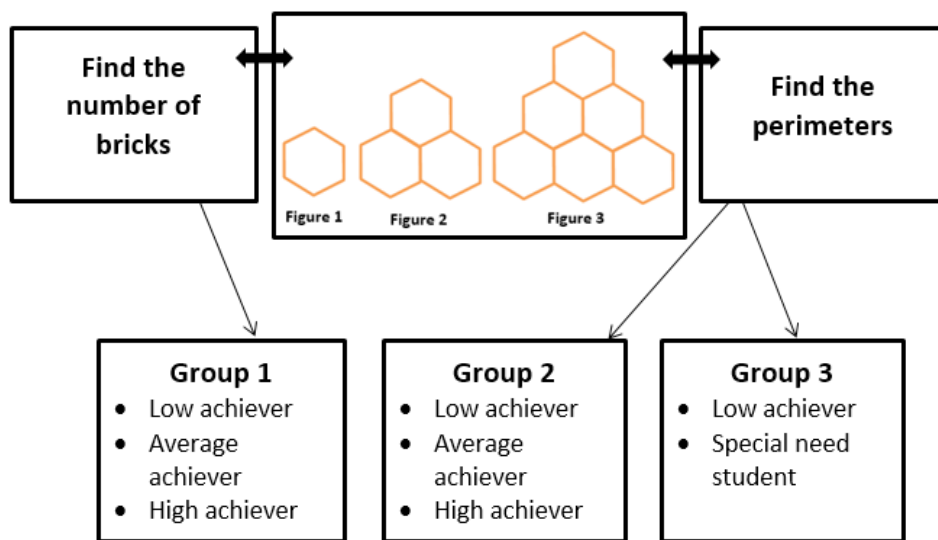 Find the
number of
bricks
Figure 1
Figure 2
Figure 3
Find the
perimeters
Group 1
• Low achiever
• Average
achiever
• High achiever
Group 2
• Low achiever
• Average
achiever
• High achiever
Group 3
• Low achiever
• Special need
student